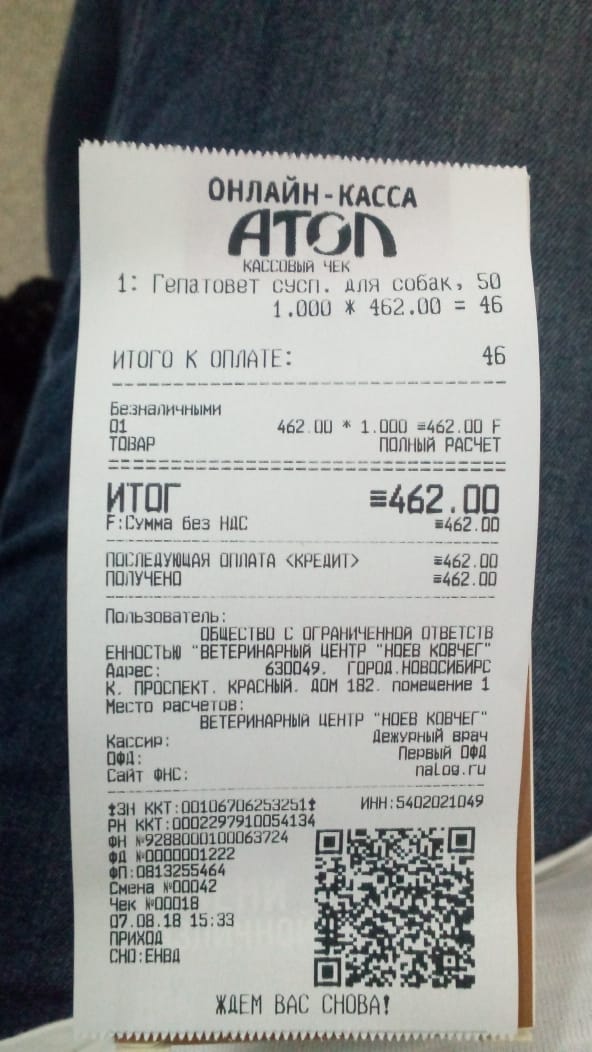 ОНЛАЙН-КАССА
АТОЛ
КАССОВЫЙ ЧЕК
1: Гепатовет сусп. для собак, 50
1.000 * 462.00 = 46
ИТОГО К ОПЛАТЕ: 46
Безналичными
01 462.00 * 1.000 ≡462.00 F
ТОВАР ПОЛНЫЙ РАСЧЕТ
ИТОГ ≡462.00
F:Сумма без НДС ≡462.00
ПОСЛЕДУЮЩАЯ ОПЛАТА <КРЕДИТ> ≡462.00
ПОЛУЧЕНО ≡462.00
Пользователь:
ОБЩЕСТВО С ОГРАНИЧЕННОЙ ОТВЕТСТВ
ЕННОСТЬЮ "ВЕТЕРИНАРНЫЙ ЦЕНТР "НОЕВ КОВЧЕГ"
Адрес: 630049. ГОРОД.НОВОСИБИРС
К. ПРОСПЕКТ. КРАСНЫЙ. ДОМ 182. помещение 1
Место расчетов:
ВЕТЕРИНАРНЫЙ ЦЕНТР "НОЕВ КОВЧЕГ"
Кассир: Дежурный врач
ОФД: Первый ОФД
Сайт ФНС: nalog.ru
ЗН ККТ:00106706253251 ИНН:5402021049
РН ККТ:0002297910054134
ФН №9288000100063724
ФД №0000001222
ФП:0813255464
Смена №00042
Чек №00018
07.08.18 15:33
ПРИХОД
СНО:ЕНВД
ЖДЕМ ВАС СНОВА!